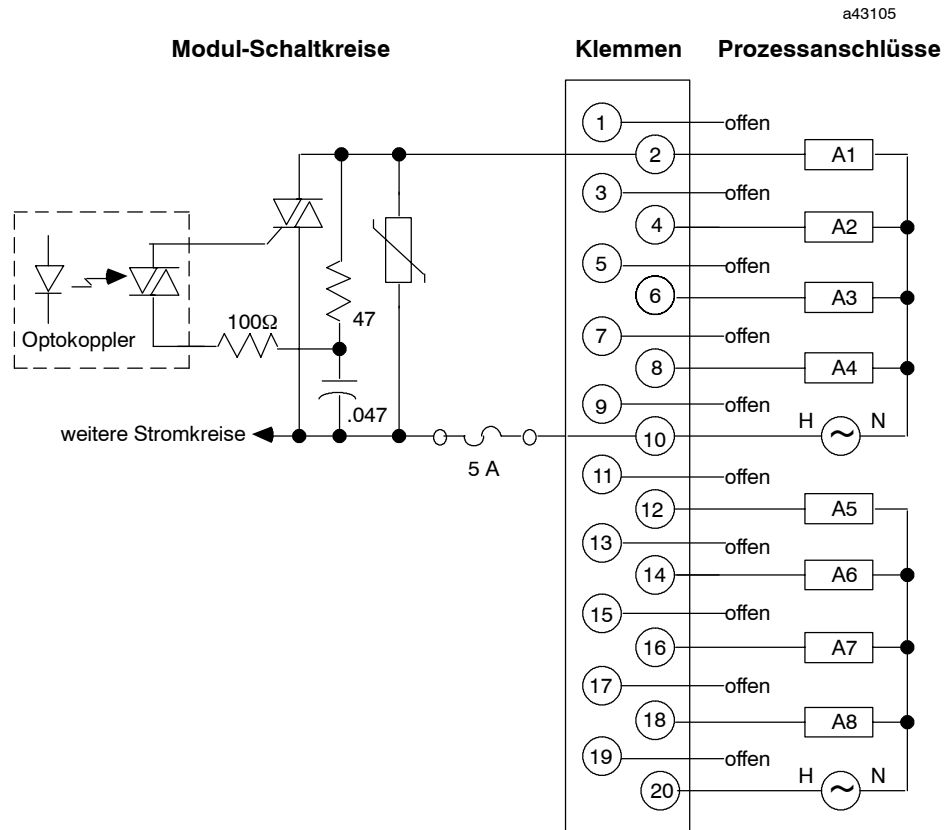 a43105
Modul-Schaltkreise
Klemmen
Prozessanschlüsse
1
offen
2
A1
3
offen
4
A2
5
offen
6
A3
7
offen
8
A4
9
offen
10
H
~
N
11
offen
12
A5
13
offen
14
A6
15
offen
16
A7
17
offen
18
A8
19
offen
20
H
~
N
Optokoppler
100Ω
47
.047
weitere Stromkreise
5 A